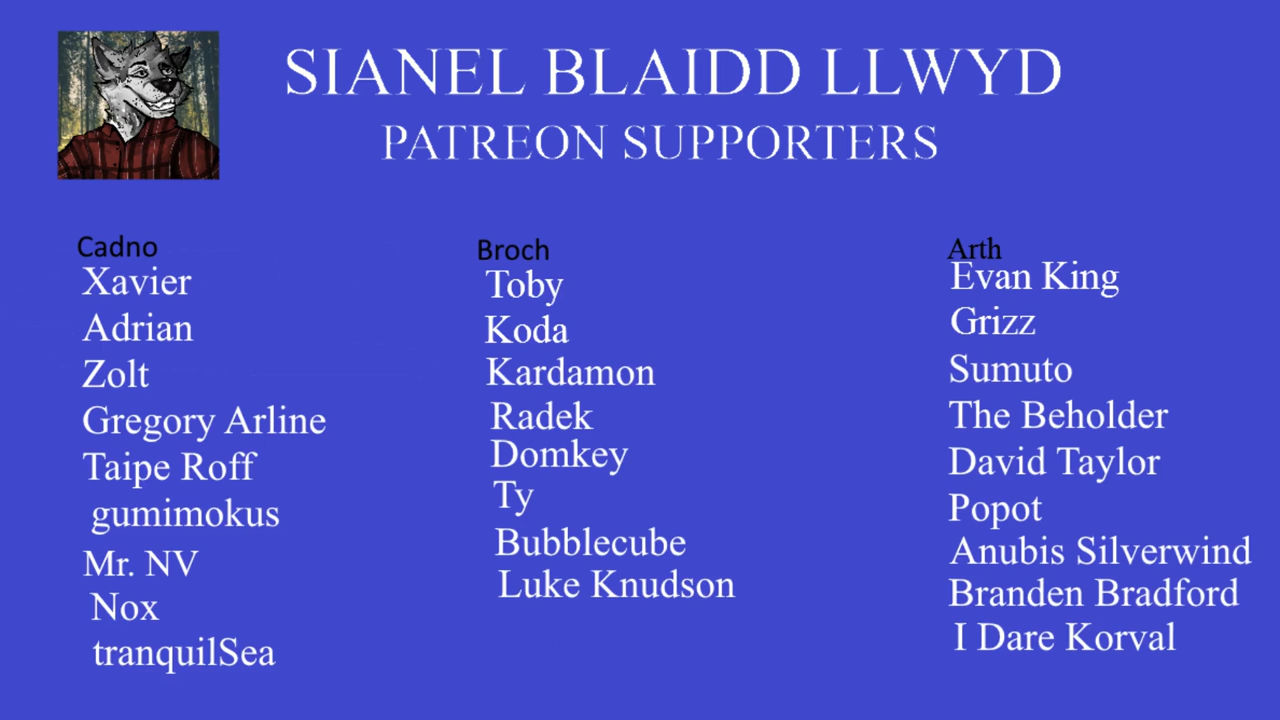 SIANEL BLAIDD LLWYD
PATREON SUPPORTERS
Cadno
Xavier
Adrian
Zolt
Gregory Arline
Taipe Roff
gumimokus
Mr. NV
Nox
tranquilSea
Broch
Toby
Koda
Kardamon
Radek
Domkey
Ty
Bubblecube
Luke Knudson
Arth
Evan King
Grizz
Sumuto
The Beholder
David Taylor
Popot
Anubis Silverwind
Branden Bradford
I Dare Korval